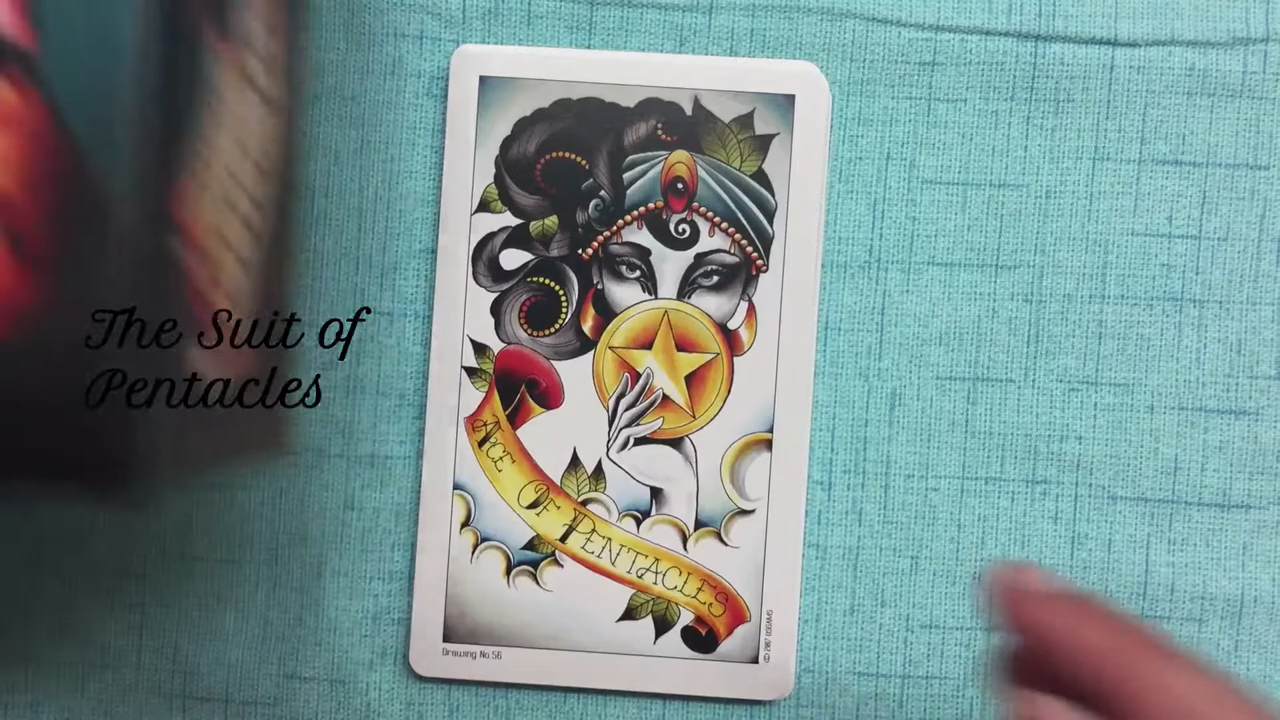 The Suit of
Pentacles
ACE OF PENTACLES
Drawing No 56